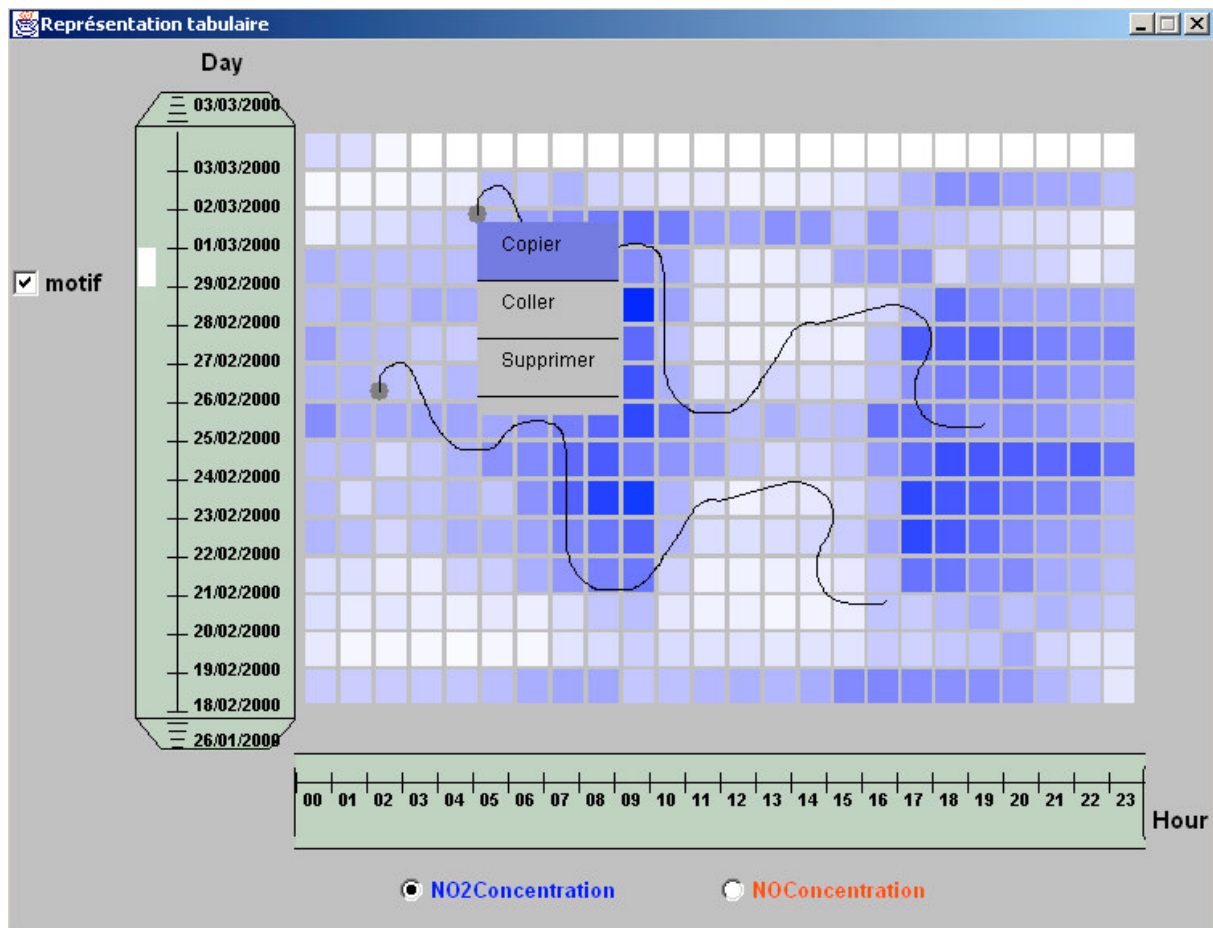 Représentation tabulaire
Day
03/03/2000
03/03/2000
02/03/2000
01/03/2000
29/02/2000
28/02/2000
27/02/2000
26/02/2000
25/02/2000
24/02/2000
23/02/2000
22/02/2000
21/02/2000
20/02/2000
19/02/2000
18/02/2000
26/01/2000
motif
Copier
Coller
Supprimer
00 01 02 03 04 05 06 07 08 09 10 11 12 13 14 15 16 17 18 19 20 21 22 23
Hour
NO2Concentration
NOConcentration